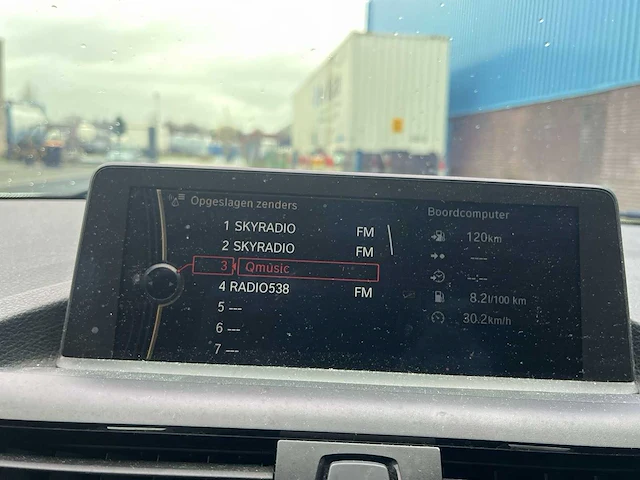 Opgeslagen zenders
1 SKYRADIO FM
2 SKYRADIO FM
3 Qmusic
4 RADIO538 FM
5 ---
6 ---
7 ---
Boordcomputer
120km
----
--.--
8.2l/100 km
30.2km/h